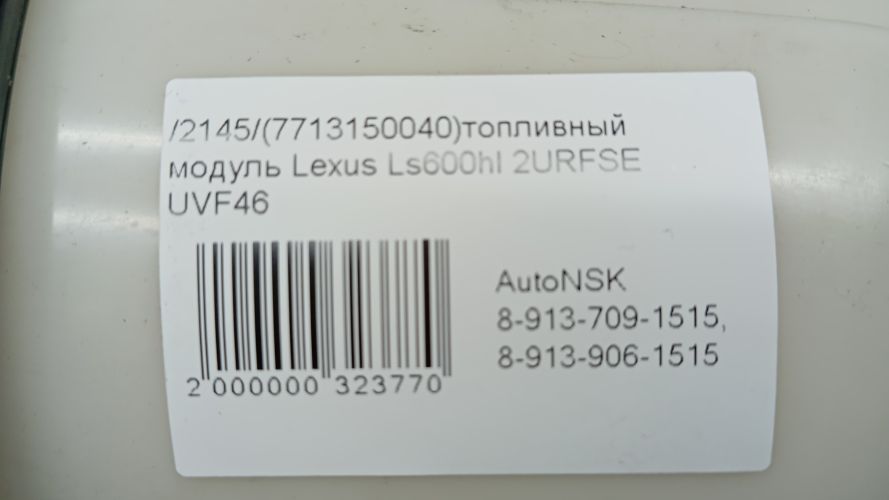 /2145/(7713150040)топливный
модуль Lexus Ls600hl 2URFSE
UVF46
AutoNSK
8-913-709-1515,
8-913-906-1515
2 000000 323770